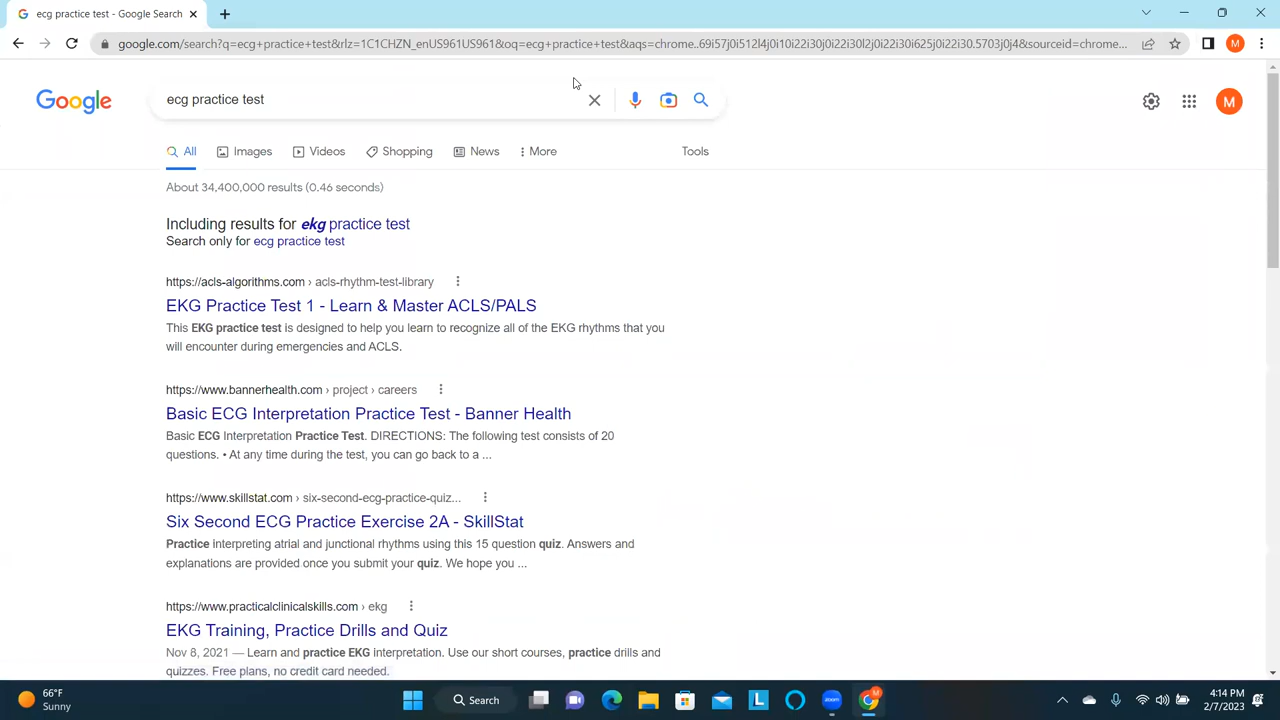 ecg practice test - Google Search
google.com/search?q=ecg+practice+test&rlz=1C1CHZN_enUS961US961&oq=ecg+practice+test&aqs=chrome..69i57j0i512l4j0i10i22i30j0i22i30l2j0i22i30i625j0i22i30.5703j0j4&sourceid=chrome...
M
Google
ecg practice test
M
All
Images
Videos
Shopping
News
More
Tools
About 34,400,000 results (0.46 seconds)
Including results for ekg practice test
Search only for ecg practice test
https://acls-algorithms.com › acls-rhythm-test-library
EKG Practice Test 1 - Learn & Master ACLS/PALS
This EKG practice test is designed to help you learn to recognize all of the EKG rhythms that you
will encounter during emergencies and ACLS.
https://www.bannerhealth.com › project › careers
Basic ECG Interpretation Practice Test - Banner Health
Basic ECG Interpretation Practice Test. DIRECTIONS: The following test consists of 20
questions. • At any time during the test, you can go back to a ...
https://www.skillstat.com › six-second-ecg-practice-quiz...
Six Second ECG Practice Exercise 2A - SkillStat
Practice interpreting atrial and junctional rhythms using this 15 question quiz. Answers and
explanations are provided once you submit your quiz. We hope you ...
https://www.practicalclinicalskills.com › ekg
EKG Training, Practice Drills and Quiz
Nov 8, 2021 — Learn and practice EKG interpretation. Use our short courses, practice drills and
quizzes. Free plans, no credit card needed.
66°F
Sunny
Search
L
zoom
M
4:14 PM
2/7/2023